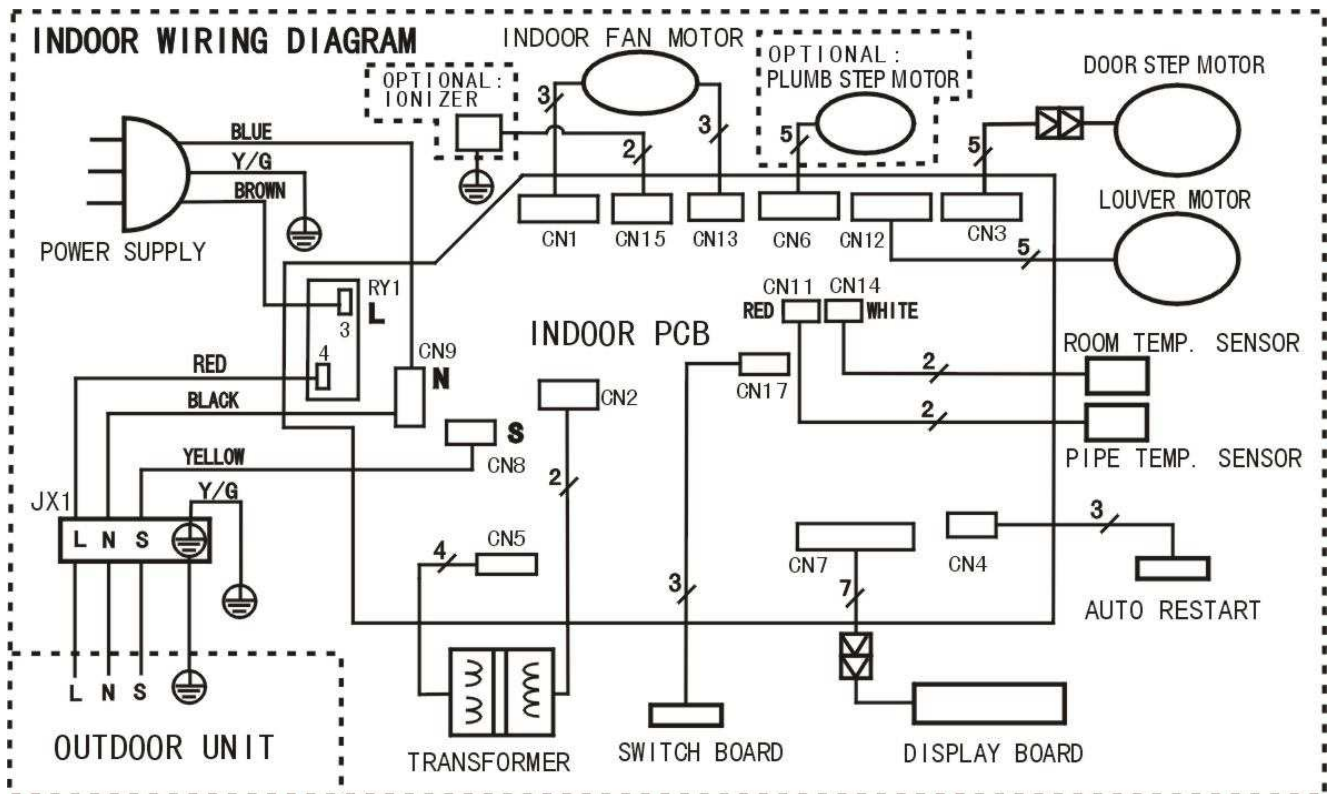 INDOOR WIRING DIAGRAM
INDOOR FAN MOTOR
OPTIONAL:
IONIZER
OPTIONAL:
PLUMB STEP MOTOR
DOOR STEP MOTOR
LOUVER MOTOR
BLUE
Y/G
BROWN
POWER SUPPLY
3
2
3
5
5
CN1
CN15
CN13
CN6
CN12
CN3
5
RY1
3
L
4
CN11
CN14
RED
WHITE
INDOOR PCB
CN9
N
RED
BLACK
CN2
CN17
ROOM TEMP. SENSOR
2
2
PIPE TEMP. SENSOR
S
CN8
YELLOW
Y/G
2
JX1
L N S
4
CN5
3
CN7
7
CN4
3
AUTO RESTART
L N S
OUTDOOR UNIT
TRANSFORMER
SWITCH BOARD
DISPLAY BOARD